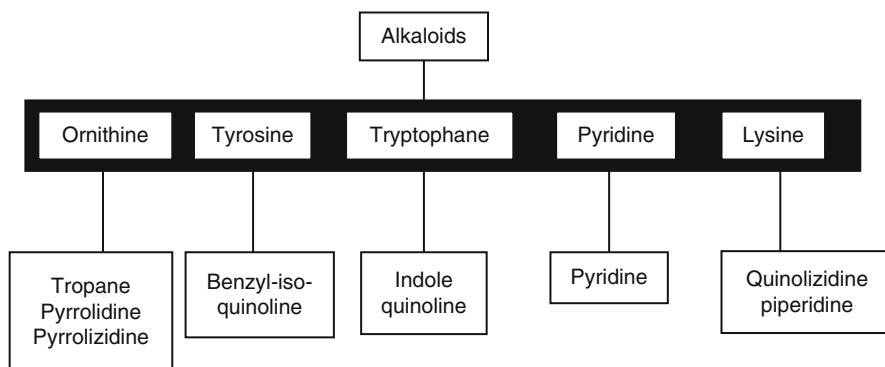 Alkaloids
Ornithine
Tyrosine
Tryptophane
Pyridine
Lysine
Tropane
Pyrrolidine
Pyrrolizidine
Benzyl-iso-
quinoline
Indole
quinoline
Pyridine
Quinolizidine
piperidine